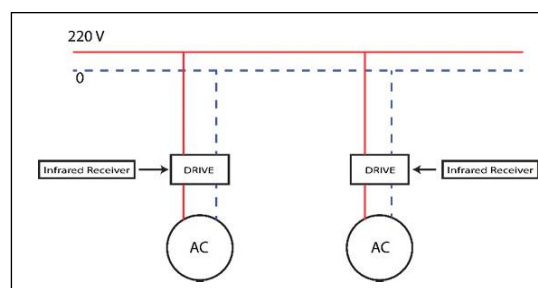 220 V
0
Infrared Receiver
DRIVE
DRIVE
Infrared Receiver
AC
AC